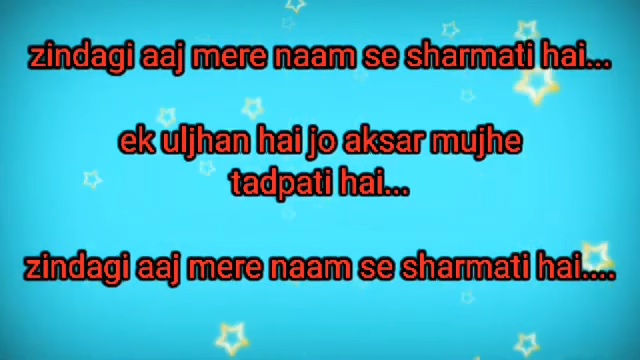 zindagi aaj mere naam se sharmati hai...
ek uljhan hai jo aksar mujhe
tadpati hai...
zindagi aaj mere naam se sharmati hai....